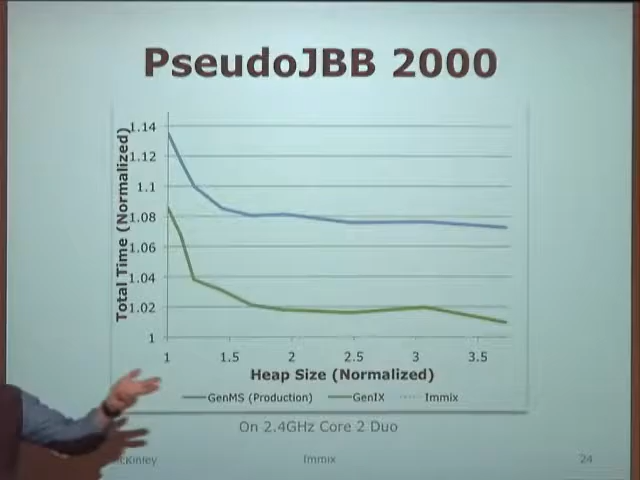 PseudoJBB 2000
Total Time (Normalized)
1.14
1.12
1.1
1.08
1.06
1.04
1.02
1
1 1.5 2 2.5 3 3.5
Heap Size (Normalized)
GenMS (Production) GenIX Immix
On 2.4GHz Core 2 Duo
cKinley Immix 24